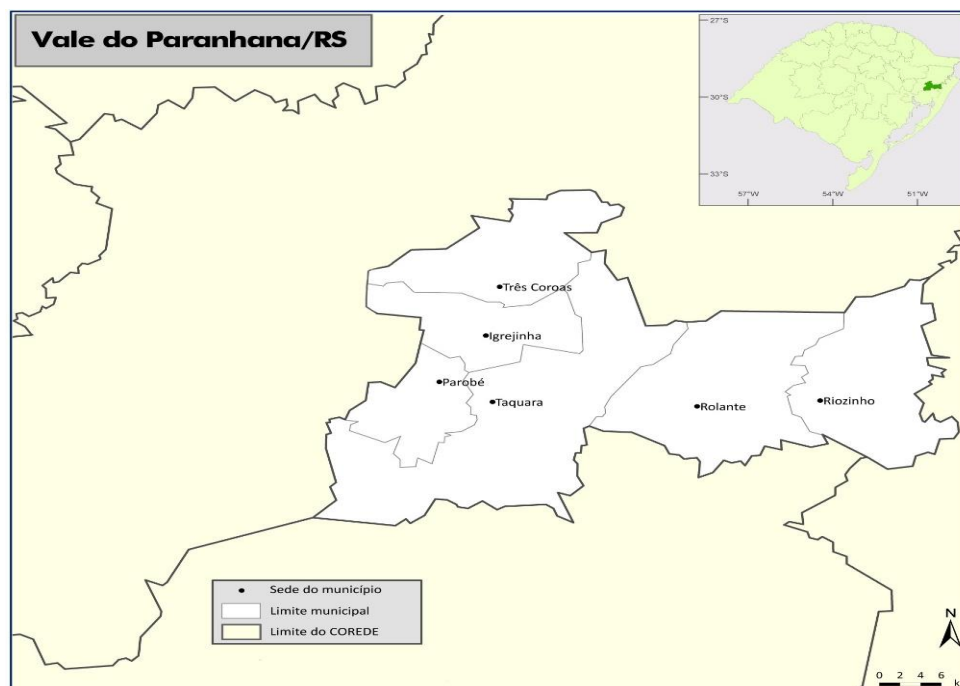 Vale do Paranhana/RS
27°S
30°S
33°S
57°W
54°W
51°W
Três Coroas
Igrejinha
Parobé
Taquara
Rolante
Riozinho
Sede do município
Limite municipal
Limite do COREDE
N
0 2 4 6 k